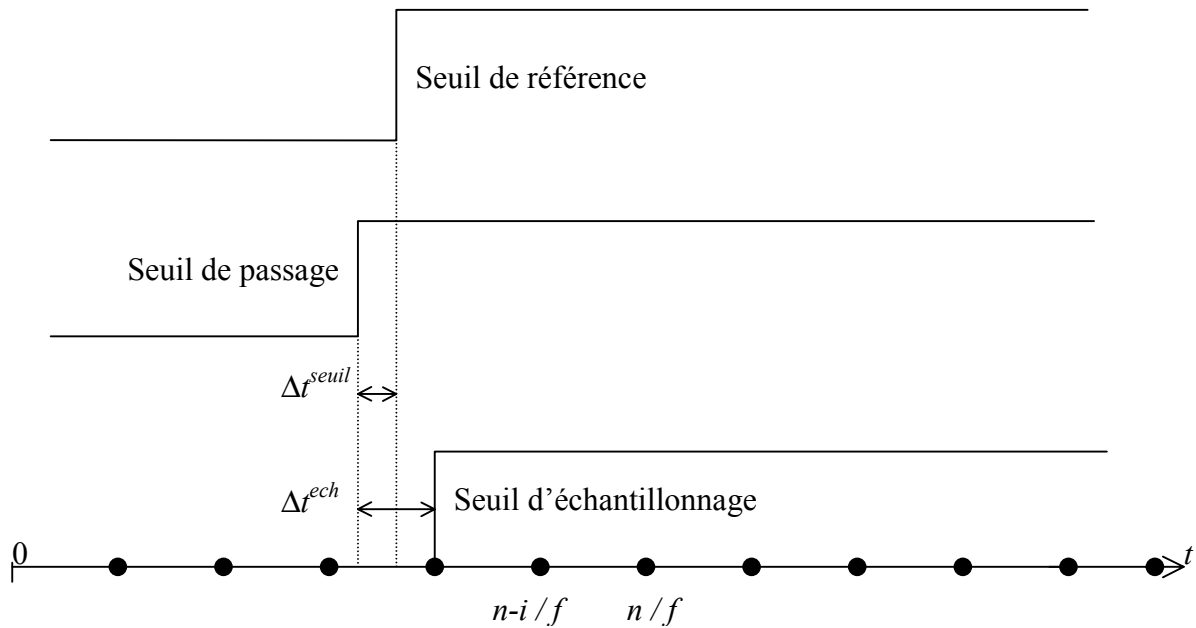 Seuil de référence
Seuil de passage
Δt^seuil
Δt^ech
Seuil d’échantillonnage
0
t
n-i / f
n / f